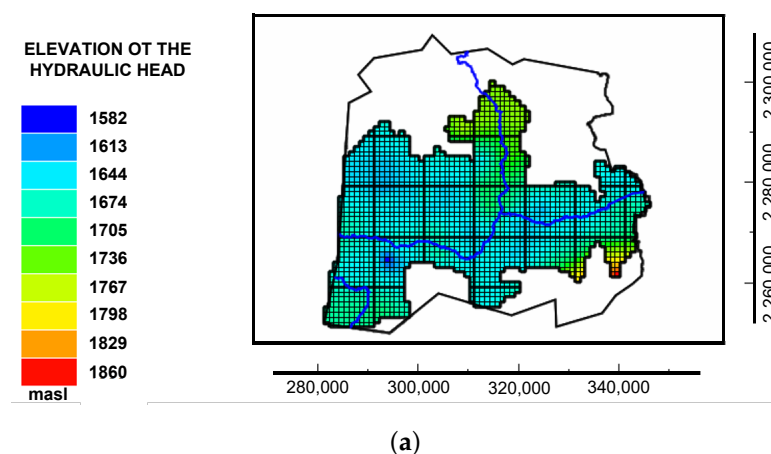 ELEVATION OT THE
HYDRAULIC HEAD
1582
1613
1644
1674
1705
1736
1767
1798
1829
1860
masl
2,300,000
2,280,000
2,260,000
280,000 300,000 320,000 340,000
(a)